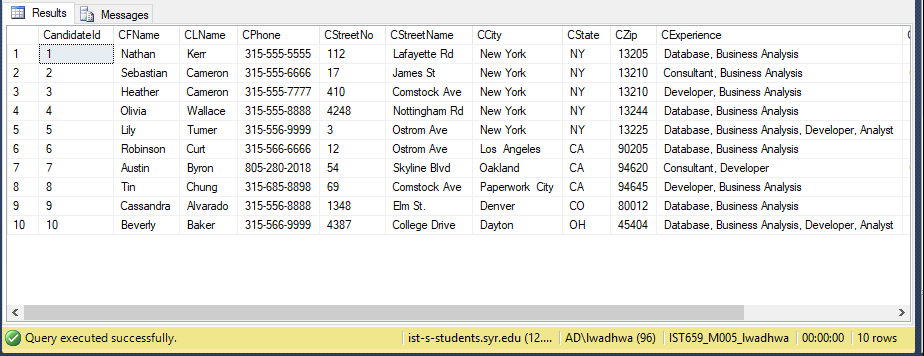 Results Messages
CandidateId CFName CLName CPhone CStreetNo CStreetName CCity CState CZip CExperience
1 1 Nathan Kerr 315-555-5555 112 Lafayette Rd New York NY 13205 Database, Business Analysis
2 2 Sebastian Cameron 315-555-6666 17 James St New York NY 13210 Consultant, Business Analysis
3 3 Heather Cameron 315-555-7777 410 Comstock Ave New York NY 13210 Developer, Business Analysis
4 4 Olivia Wallace 315-555-8888 4248 Nottingham Rd New York NY 13244 Database, Business Analysis
5 5 Lily Turner 315-556-9999 3 Ostrom Ave New York NY 13225 Database, Business Analysis, Developer, Analyst
6 6 Robinson Curt 315-566-6666 12 Ostrom Ave Los Angeles CA 90205 Database, Business Analysis
7 7 Austin Byron 805-280-2018 54 Skyline Blvd Oakland CA 94620 Consultant, Developer
8 8 Tin Chung 315-685-8898 69 Comstock Ave Paperwork City CA 94645 Developer, Business Analysis
9 9 Cassandra Alvarado 315-556-8888 1348 Elm St. Denver CO 80012 Database, Business Analysis
10 10 Beverly Baker 315-566-9999 4387 College Drive Dayton OH 45404 Database, Business Analysis, Developer, Analyst
Query executed successfully. ist-s-students.syr.edu (12.... AD\lwadhwa (96) IST659_M005_lwadhwa 00:00:00 10 rows